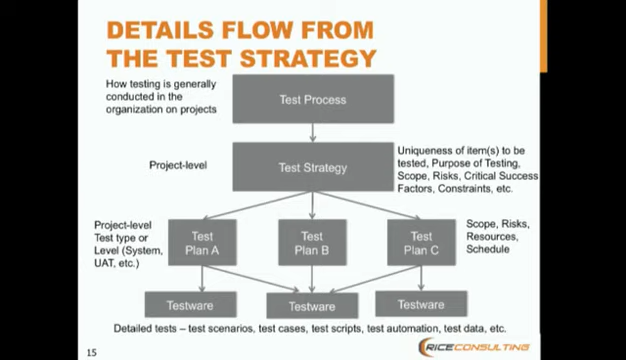 DETAILS FLOW FROM
THE TEST STRATEGY
How testing is generally
conducted in the
organization on projects
Test Process
Project-level
Test Strategy
Uniqueness of item(s) to be
tested, Purpose of Testing,
Scope, Risks, Critical Success
Factors, Constraints, etc.
Project-level
Test type or
Level (System,
UAT, etc.)
Test
Plan A
Test
Plan B
Test
Plan C
Scope, Risks,
Resources,
Schedule
Testware
Testware
Testware
Detailed tests – test scenarios, test cases, test scripts, test automation, test data, etc.
15
RICECONSULTING